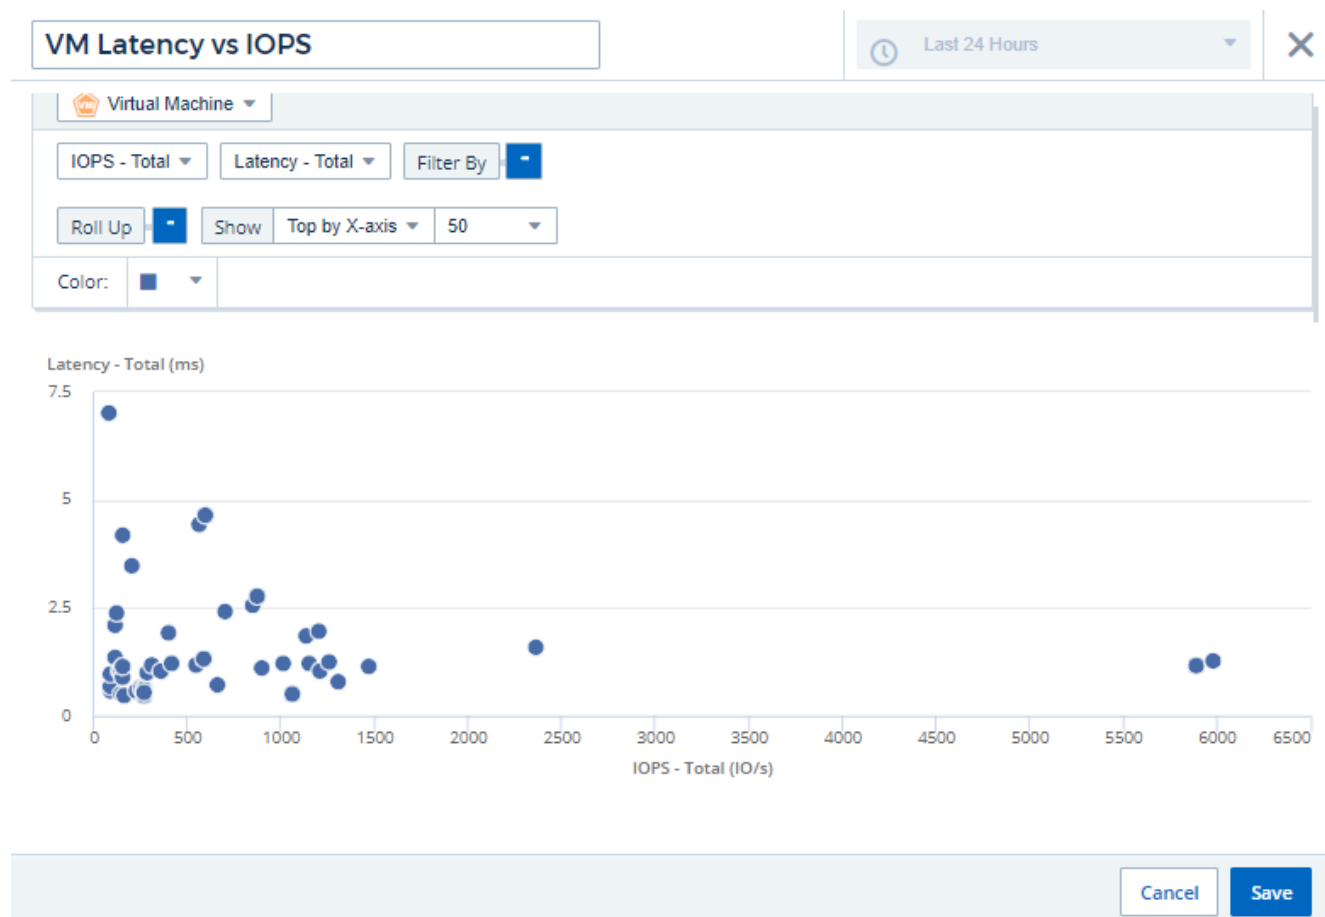 VM Latency vs IOPS
Last 24 Hours
VM Virtual Machine
IOPS - Total Latency - Total Filter By -
Roll Up - Show Top by X-axis 50
Color:
Latency - Total (ms)
7.5
5
2.5
0
0 500 1000 1500 2000 2500 3000 3500 4000 4500 5000 5500 6000 6500
IOPS - Total (IO/s)
Cancel Save